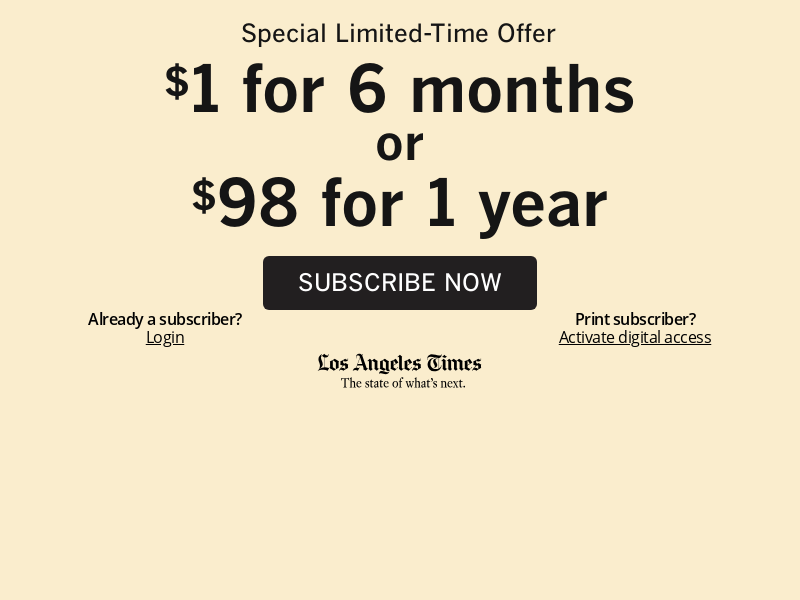 Special Limited-Time Offer
$1 for 6 months
or
$98 for 1 year
SUBSCRIBE NOW
Already a subscriber?
Login
Print subscriber?
Activate digital access
Los Angeles Times
The state of what's next.